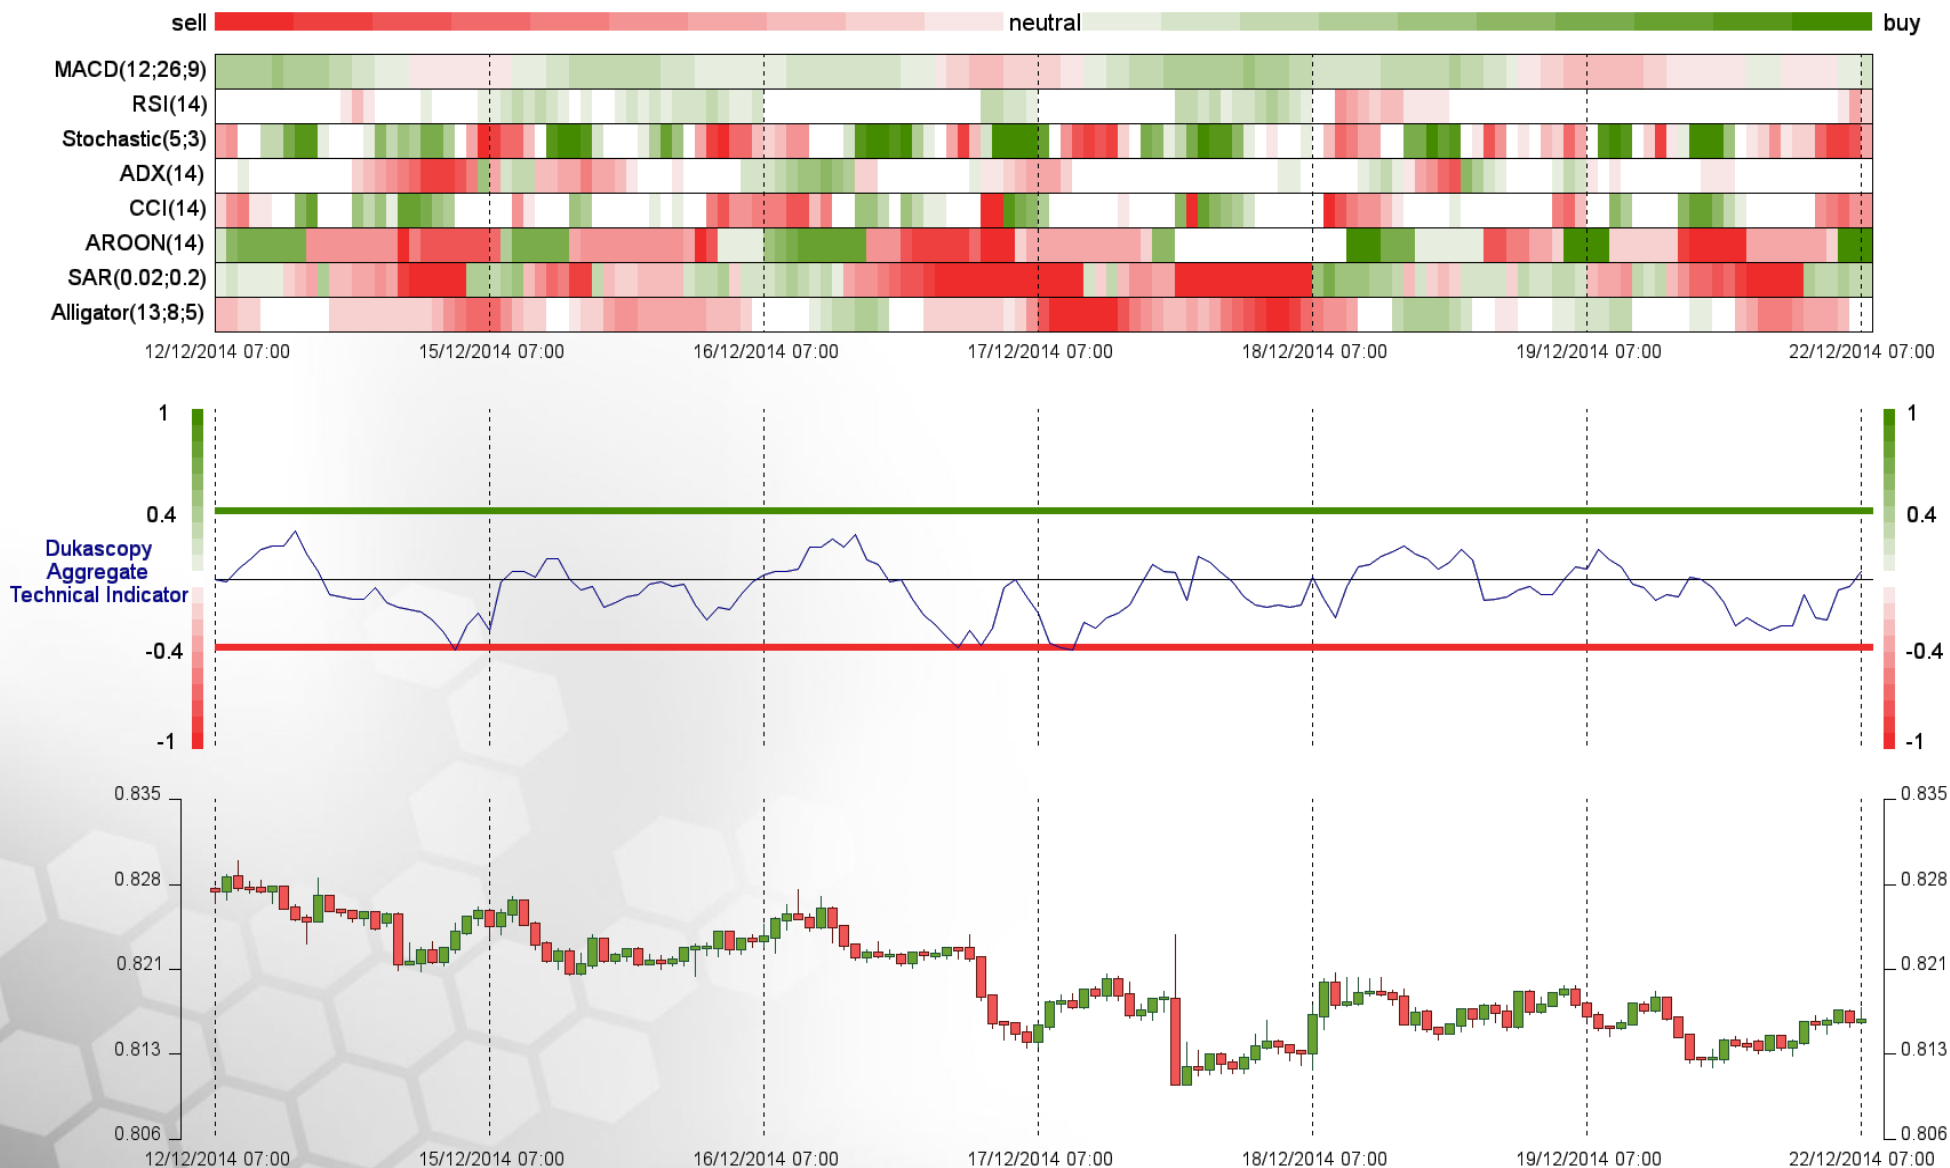 sell neutral buy
MACD(12;26;9)
RSI(14)
Stochastic(5;3)
ADX(14)
CCI(14)
AROON(14)
SAR(0.02;0.2)
Alligator(13;8;5)
12/12/2014 07:00 15/12/2014 07:00 16/12/2014 07:00 17/12/2014 07:00 18/12/2014 07:00 19/12/2014 07:00 22/12/2014 07:00
1 1
0.4 0.4
Dukascopy
Aggregate
Technical Indicator
-0.4 -0.4
-1 -1
0.835 0.835
0.828 0.828
0.821 0.821
0.813 0.813
0.806 0.806
12/12/2014 07:00 15/12/2014 07:00 16/12/2014 07:00 17/12/2014 07:00 18/12/2014 07:00 19/12/2014 07:00 22/12/2014 07:00